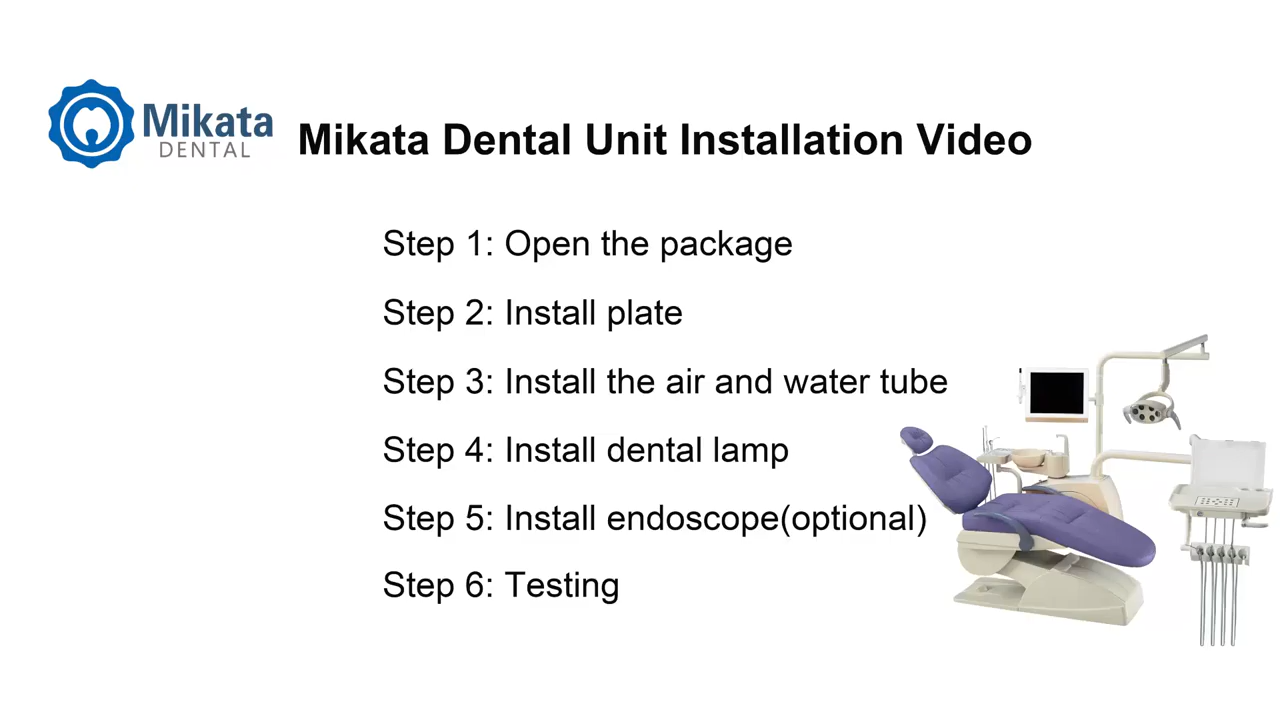 Mikata
DENTAL
Mikata Dental Unit Installation Video
Step 1: Open the package
Step 2: Install plate
Step 3: Install the air and water tube
Step 4: Install dental lamp
Step 5: Install endoscope(optional)
Step 6: Testing